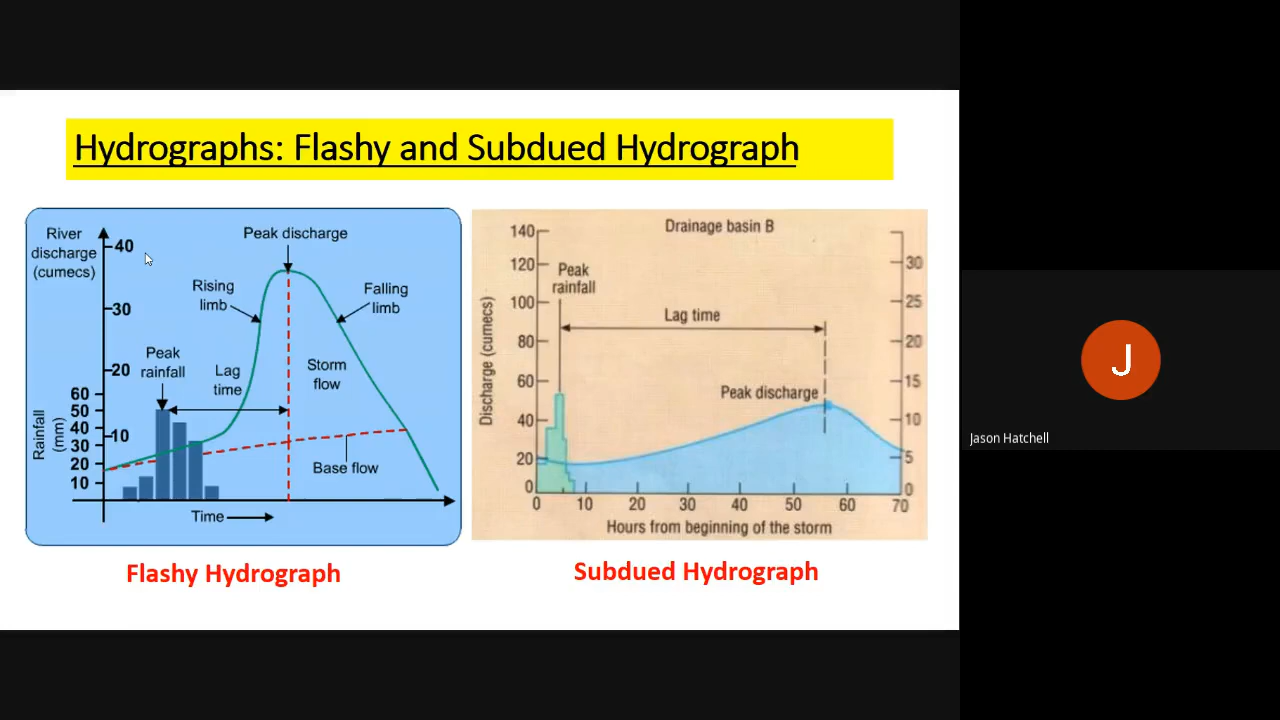 Hydrographs: Flashy and Subdued Hydrograph
River
discharge
(cumecs)
40
30
20
10
Peak discharge
Rising
limb
Falling
limb
Peak
rainfall
Lag
time
Storm
flow
Base flow
Rainfall
(mm)
60
50
40
30
20
10
Time
Flashy Hydrograph
Drainage basin B
Discharge (cumecs)
140
120
100
80
60
40
20
0
Peak
rainfall
Lag time
Peak discharge
30
25
20
15
10
5
0
0 10 20 30 40 50 60 70
Hours from beginning of the storm
Subdued Hydrograph
J
Jason Hatchell